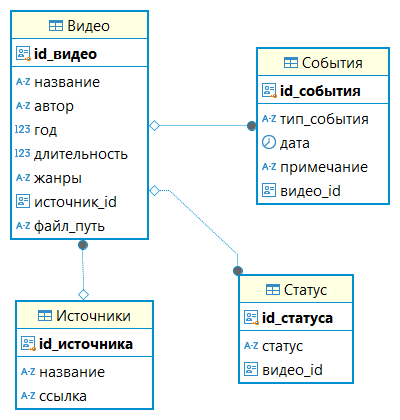 Видео
id_видео
A-Z название
A-Z автор
123 год
123 длительность
A-Z жанры
источник_id
A-Z файл_путь
События
id_события
A-Z тип_события
дата
A-Z примечание
видео_id
Источники
id_источника
A-Z название
A-Z ссылка
Статус
id_статуса
A-Z статус
видео_id